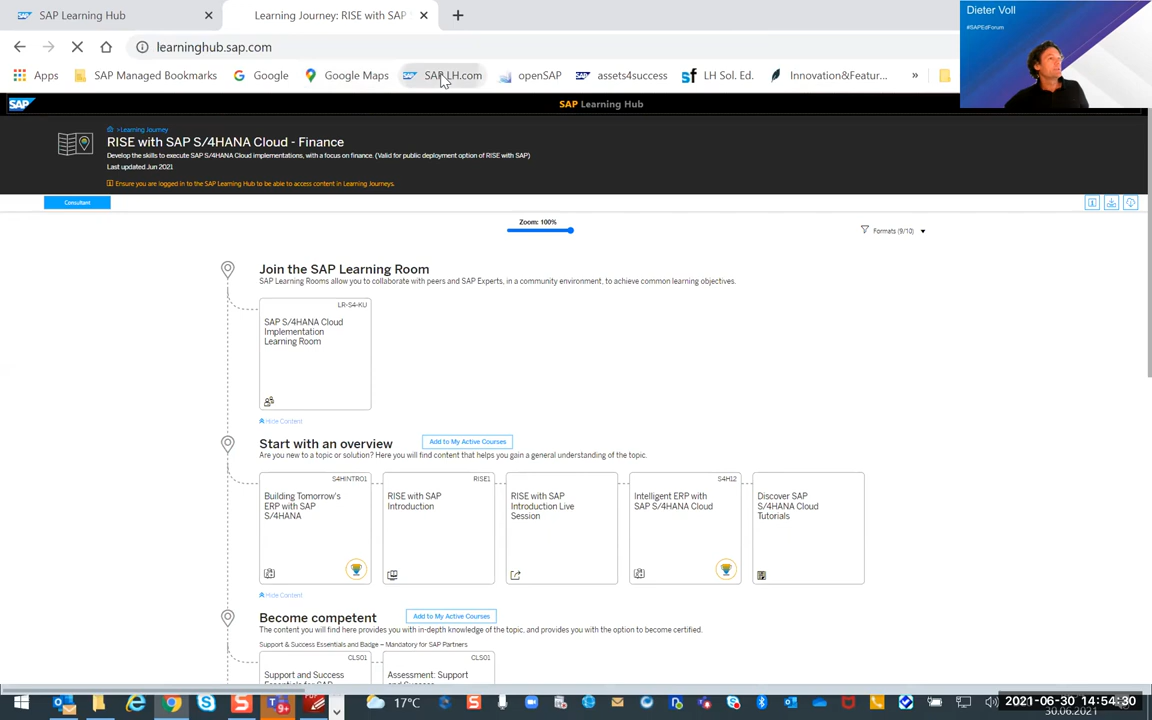 SAP Learning Hub
Learning Journey: RISE with SAP
Dieter Voll
#SAPEdForum
learninghub.sap.com
Apps
SAP Managed Bookmarks
Google
Google Maps
SAP LH.com
openSAP
assets4success
LH Sol. Ed.
Innovation&Featur...
»
SAP
SAP Learning Hub
>Learning Journey
RISE with SAP S/4HANA Cloud - Finance
Develop the skills to execute SAP S/4HANA Cloud implementations, with a focus on finance. (Valid for public deployment option of RISE with SAP)
Last updated Jun 2021
Ensure you are logged in to the SAP Learning Hub to be able to access content in Learning Journeys.
Consultant
Zoom: 100%
Formats (9/10)
Join the SAP Learning Room
SAP Learning Rooms allow you to collaborate with peers and SAP Experts, in a community environment, to achieve common learning objectives.
LR-S4-KU
SAP S/4HANA Cloud
Implementation
Learning Room
Hide Content
Start with an overview
Add to My Active Courses
Are you new to a topic or solution? Here you will find content that helps you gain a general understanding of the topic.
S4HINTRO1
Building Tomorrow's
ERP with SAP
S/4HANA
RISE1
RISE with SAP
Introduction
RISE with SAP
Introduction Live
Session
S4H12
Intelligent ERP with
SAP S/4HANA Cloud
Discover SAP
S/4HANA Cloud
Tutorials
Hide Content
Become competent
Add to My Active Courses
The content you will find here provides you with in-depth knowledge of the topic, and provides you with the option to become certified.
Support & Success Essentials and Badge – Mandatory for SAP Partners
CLS01
Support and Success
CLS01
Assessment: Support
17°C
2021-06-30 14:54:30
30.06.2021